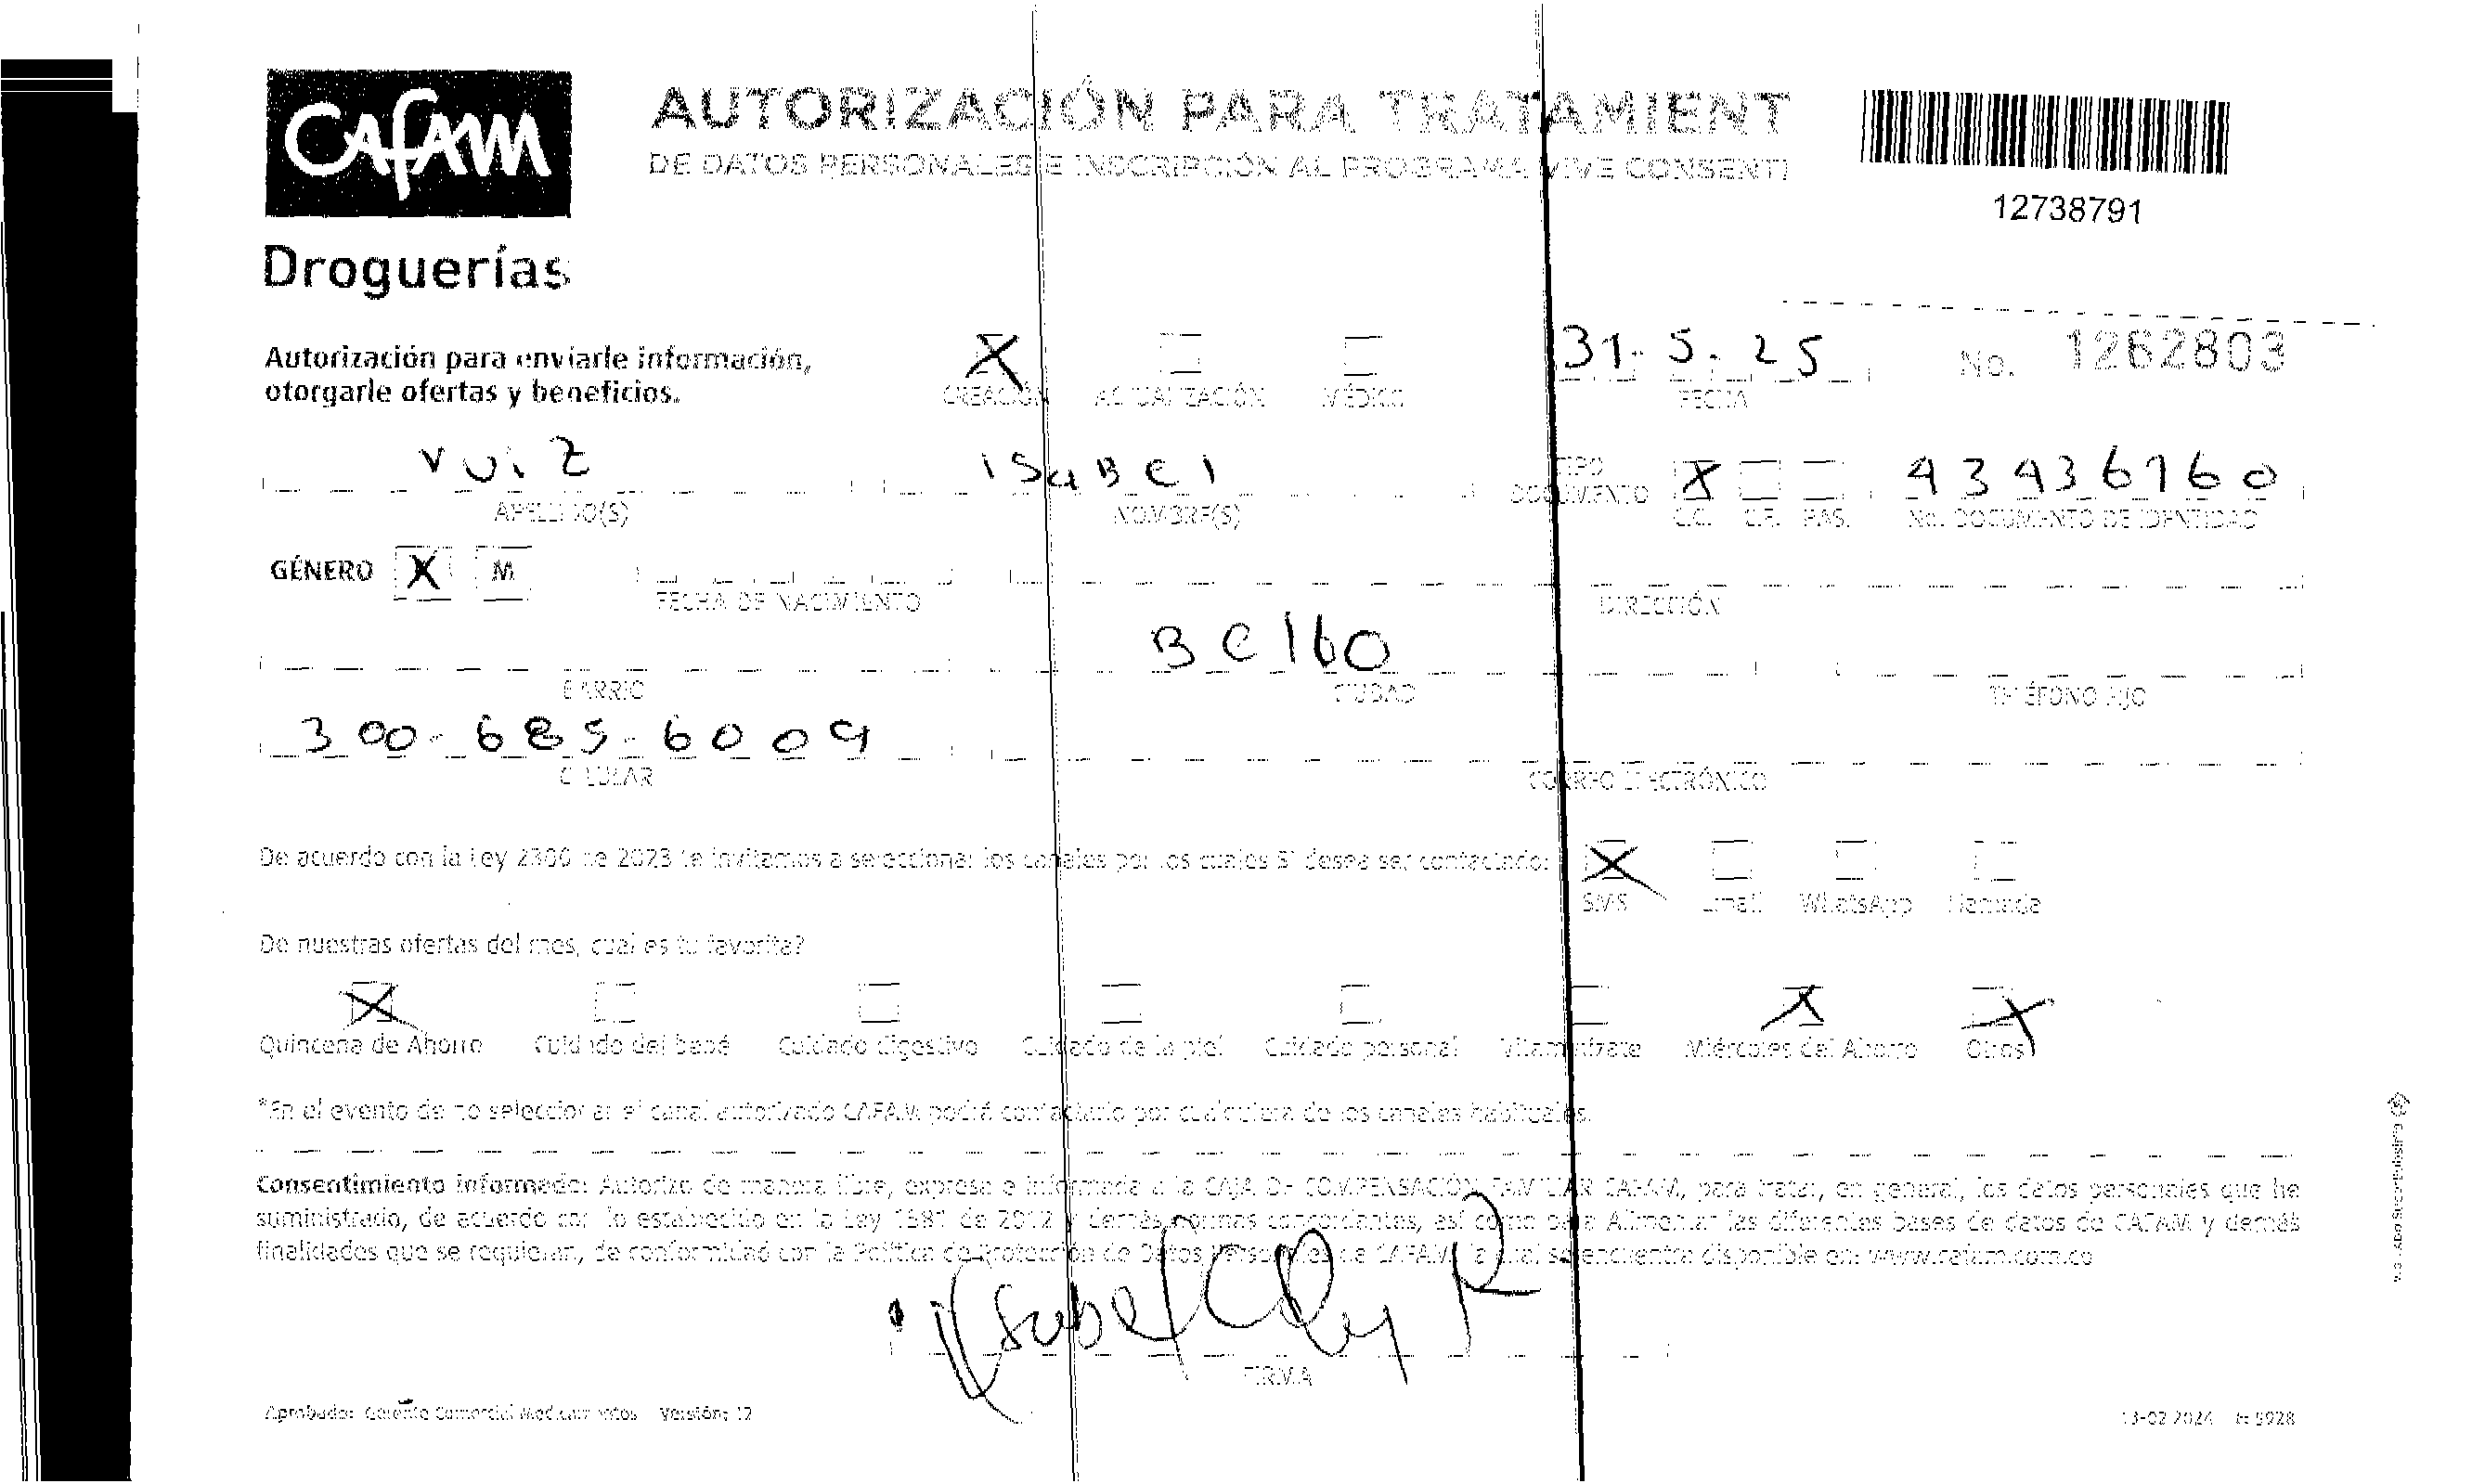 Cafam
Droguerías
AUTORIZACIÓN PARA TRATAMIENT
DE DATOS PERSONALES E INSCRIPCIÓN AL PROGRAMA VIVE CONSENTI
12738791
Autorización para enviarle información,
otorgarle ofertas y beneficios.
X CREACIÓN ACTUALIZACIÓN MÉDICO
31-5-25
FECHA
No. 1262803
vuiz
APELLIDO(S)
isaBel
NOMBRE(S)
TIPO
DOCUMENTO X C.C. C.E. PAS.
43436160
No. DOCUMENTO DE IDENTIDAD
GÉNERO X M
FECHA DE NACIMIENTO
DIRECCIÓN
BARRIO
Bello
CIUDAD
TELÉFONO FIJO
300-685-6009
CELULAR
CORREO ELECTRÓNICO
De acuerdo con la Ley 2300 de 2023 te invitamos a seleccionar los canales por los cuales SI desea ser contactado: X SMS Email WhatsApp Llamada
De nuestras ofertas del mes, cual es tu favorita?
X X X
Quincena de Ahorro Cuidado del bebé Cuidado digestivo Cuidado de la piel Cuidado personal Vitamínizate Miércoles del Ahorro Otros
*En el evento de no seleccionar el canal autorizado CAFAM podrá contactarlo por cualquiera de los canales habituales.
Consentimiento informado: Autorizo de manera libre, expresa e informada a la CAJA DE COMPENSACIÓN FAMILIAR CAFAM, para tratar, en general, los datos personales que he
suministrado, de acuerdo con lo establecido en la Ley 1581 de 2012 y demás normas concordantes, así como para Alimentar las diferentes bases de datos de CAFAM y demás
finalidades que se requieran, de conformidad con la Política de Protección de Datos Personales de CAFAM, la cual se encuentra disponible en: www.cafam.com.co
Isabel
FIRMA
Aprobador: Gerente Comercial Medicamentos Versión: 12
13-02 2024 5928